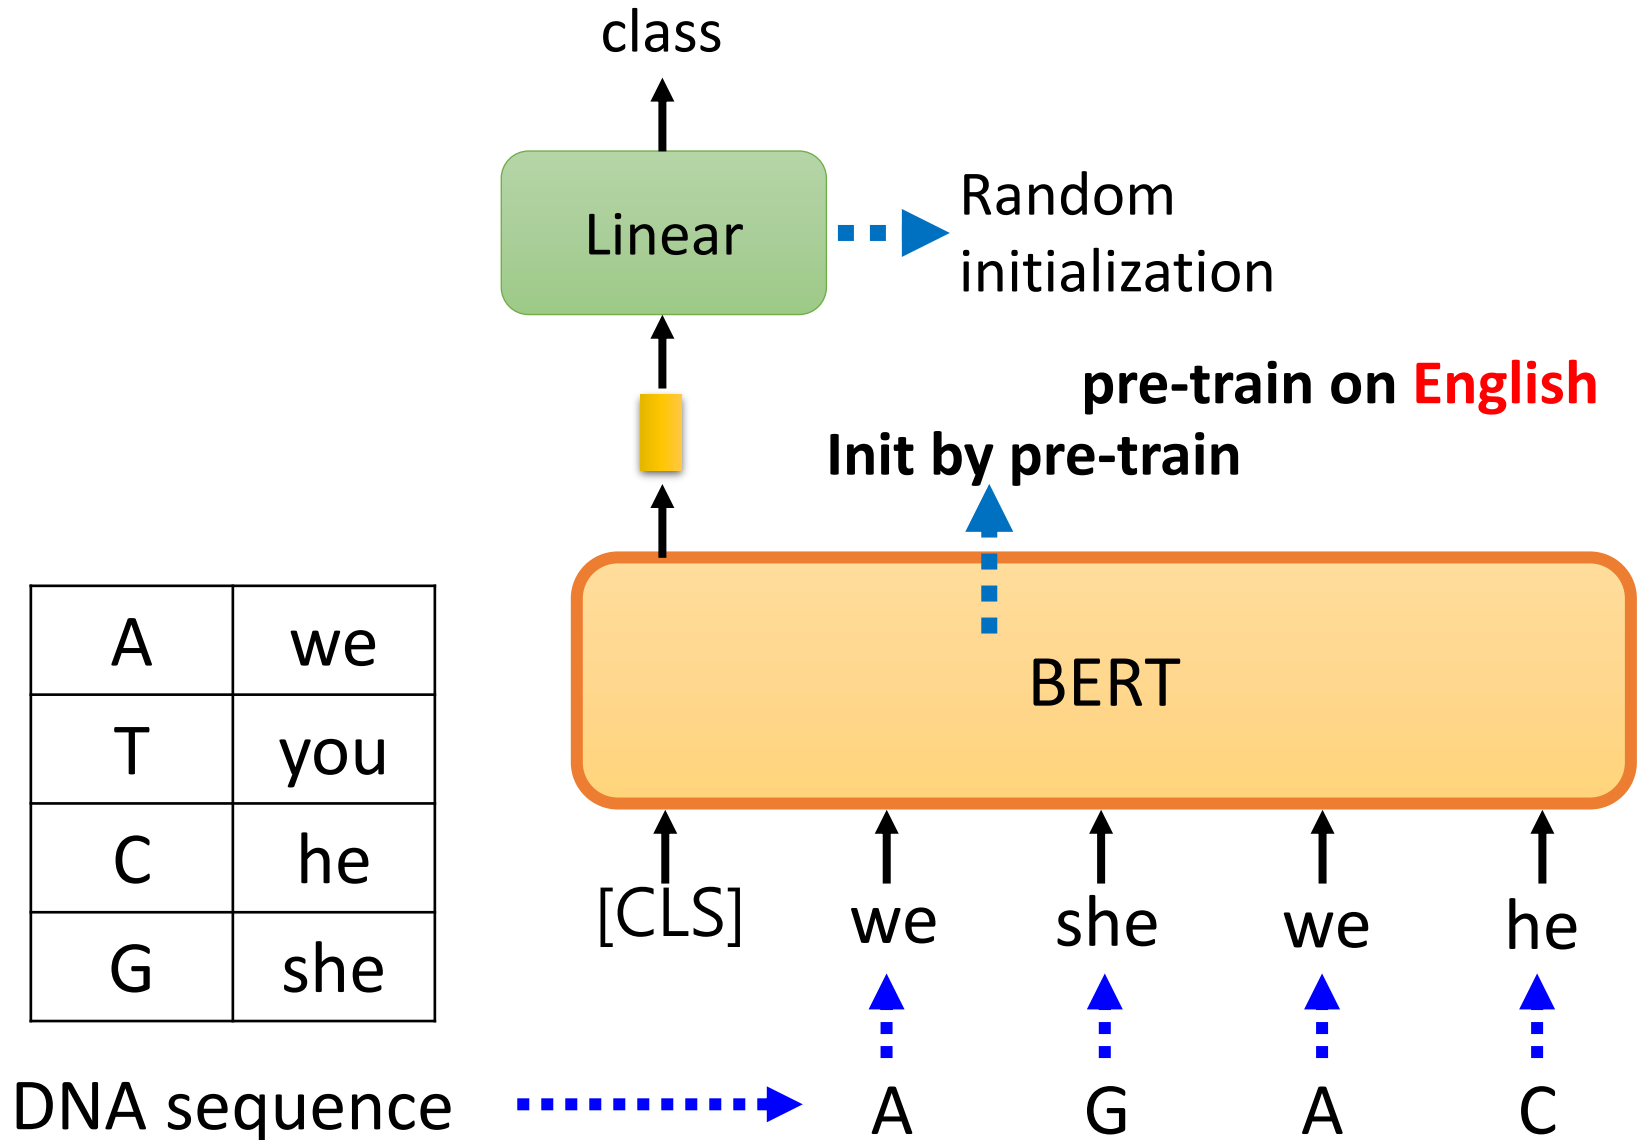 class
Linear
Random
initialization
pre-train on English
Init by pre-train
BERT
A we
T you
C he
G she
[CLS] we she we he
DNA sequence A G A C